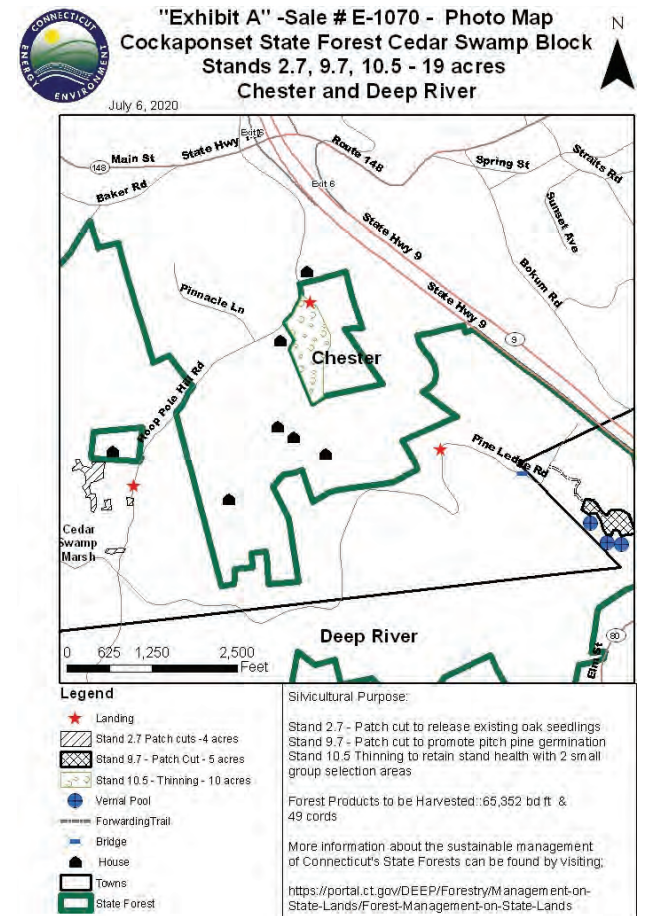 CONNECTICUT
ENERGY ENVIRONMENT
"Exhibit A" -Sale # E-1070 - Photo Map
Cockaponset State Forest Cedar Swamp Block
Stands 2.7, 9.7, 10.5 - 19 acres
Chester and Deep River
N
July 6, 2020
Exit 6
148
Main St
State Hwy
Route 148
Spring St
Straits Rd
Baker Rd
Exit 6
Sunset Ave
State Hwy 9
Bokum Rd
Pinnacle Ln
State Hwy 9
9
Chester
Hoop Pole Hill Rd
Pine Ledge Rd
Cedar
Swamp
Marsh
Deep River
80
Elm St
0 625 1,250 2,500
Feet
Legend
Landing
Stand 2.7 Patch cuts -4 acres
Stand 9.7 - Patch Cut - 5 acres
Stand 10.5 - Thinning - 10 acres
Vernal Pool
ForwardingTrail
Bridge
House
Towns
State Forest
Silvicultural Purpose:
Stand 2.7 - Patch cut to release existing oak seedlings
Stand 9.7 - Patch cut to promote pitch pine germination
Stand 10.5 Thinning to retain stand health with 2 small
group selection areas
Forest Products to be Harvested::65,352 bd ft &
49 cords
More information about the sustainable management
of Connecticut's State Forests can be found by visiting;
https://portal.ct.gov/DEEP/Forestry/Management-on-
State-Lands/Forest-Management-on-State-Lands